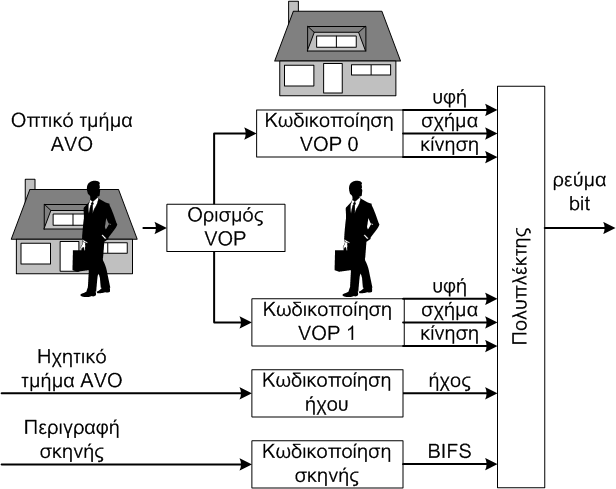 Οπτικό τμήμα
AVO
Ορισμός
VOP
Κωδικοποίηση
VOP 0
υφή
σχήμα
κίνηση
Κωδικοποίηση
VOP 1
υφή
σχήμα
κίνηση
Ηχητικό
τμήμα AVO
Κωδικοποίηση
ήχου
ήχος
Περιγραφή
σκηνής
Κωδικοποίηση
σκηνής
BIFS
Πολυπλέκτης
ρεύμα
bit